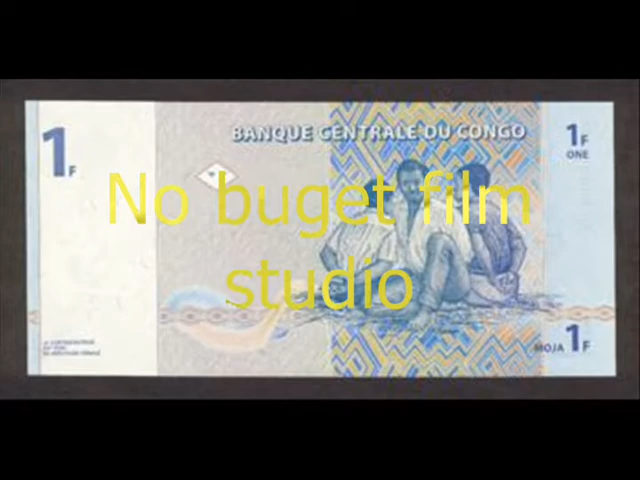 BANQUE CENTRALE DU CONGO
1F
1F
ONE
No buget film
studio
MOJA 1F